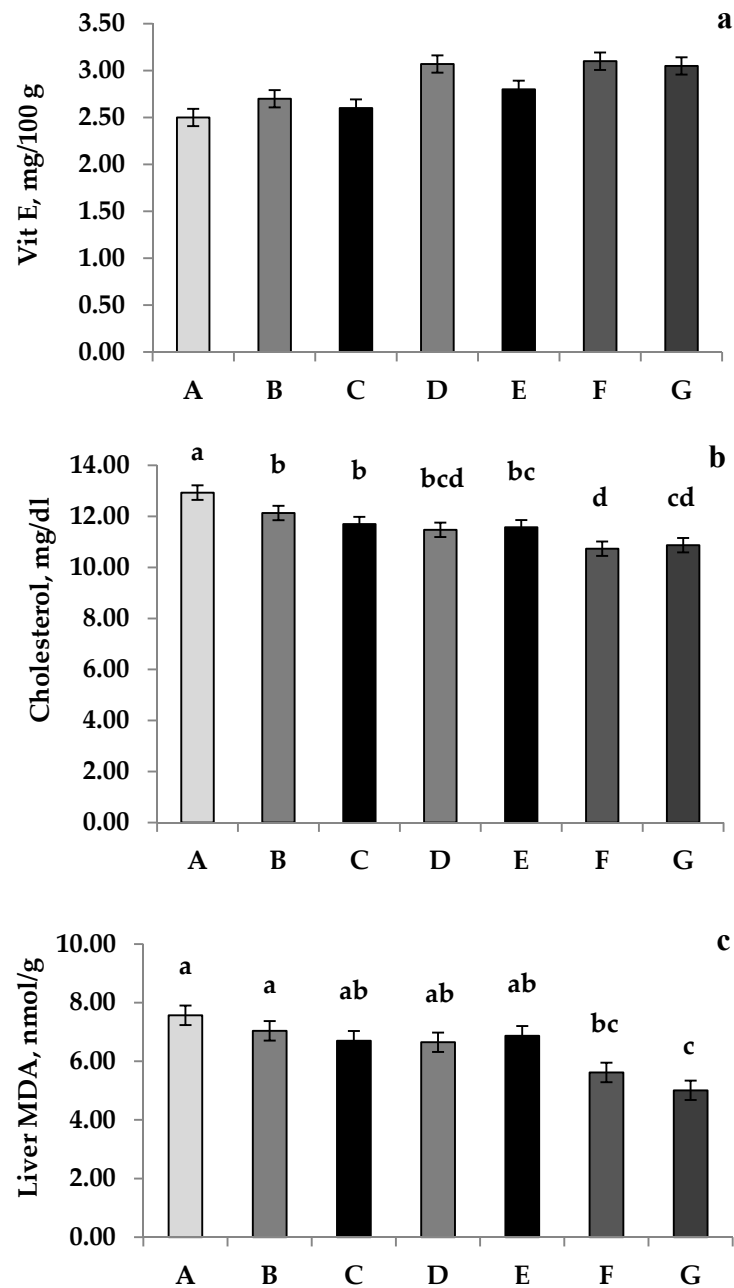 a
3.50
3.00
2.50
2.00
1.50
1.00
0.50
0.00
Vit E, mg/100 g
A B C D E F G
b
14.00
12.00
10.00
8.00
6.00
4.00
2.00
0.00
Cholesterol, mg/dl
a b b bcd bc d cd
A B C D E F G
c
10.00
8.00
6.00
4.00
2.00
0.00
Liver MDA, nmol/g
a a ab ab ab bc c
A B C D E F G